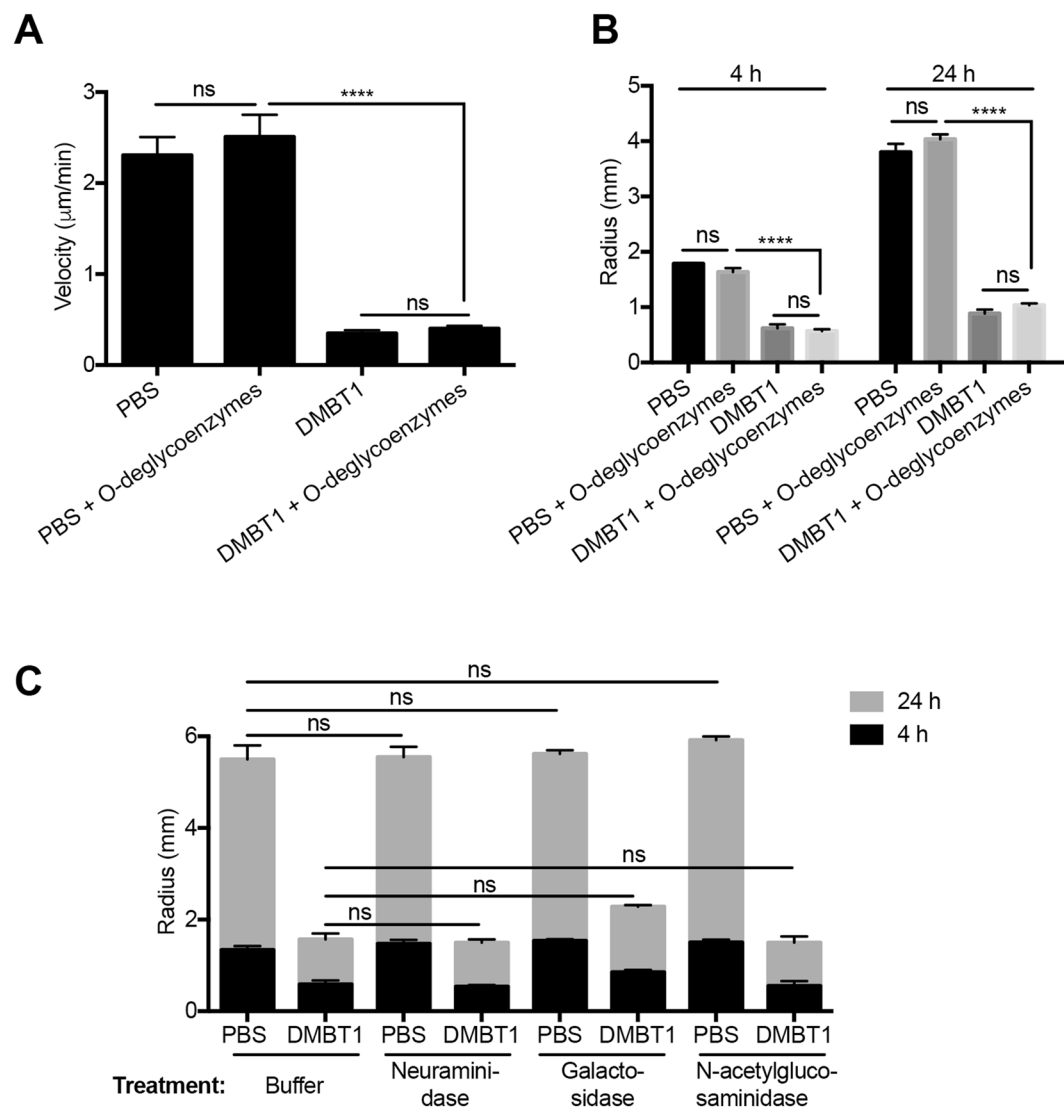 A
3
2
1
0
Velocity (μm/min)
ns
****
ns
PBS
PBS + O-deglycoenzymes
DMBT1
DMBT1 + O-deglycoenzymes
B
4 h
24 h
5
4
3
2
1
0
Radius (mm)
ns
****
ns
ns
****
ns
PBS
PBS + O-deglycoenzymes
DMBT1
DMBT1 + O-deglycoenzymes
PBS
PBS + O-deglycoenzymes
DMBT1
DMBT1 + O-deglycoenzymes
C
ns
ns
ns
24 h
4 h
6
4
2
0
Radius (mm)
ns
ns
ns
PBS DMBT1 PBS DMBT1 PBS DMBT1 PBS DMBT1
Treatment:
Buffer
Neuramini-
dase
Galacto-
sidase
N-acetylgluco-
saminidase